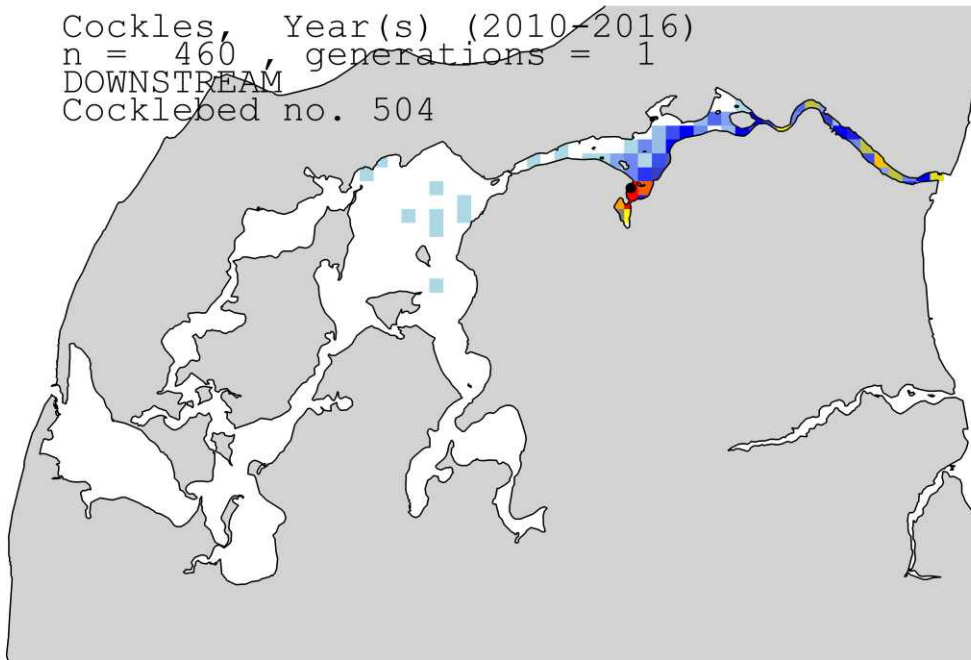 Cockles, Year(s) (2010-2016)
n = 460 , generations = 1
DOWNSTREAM
Cocklebed no. 504